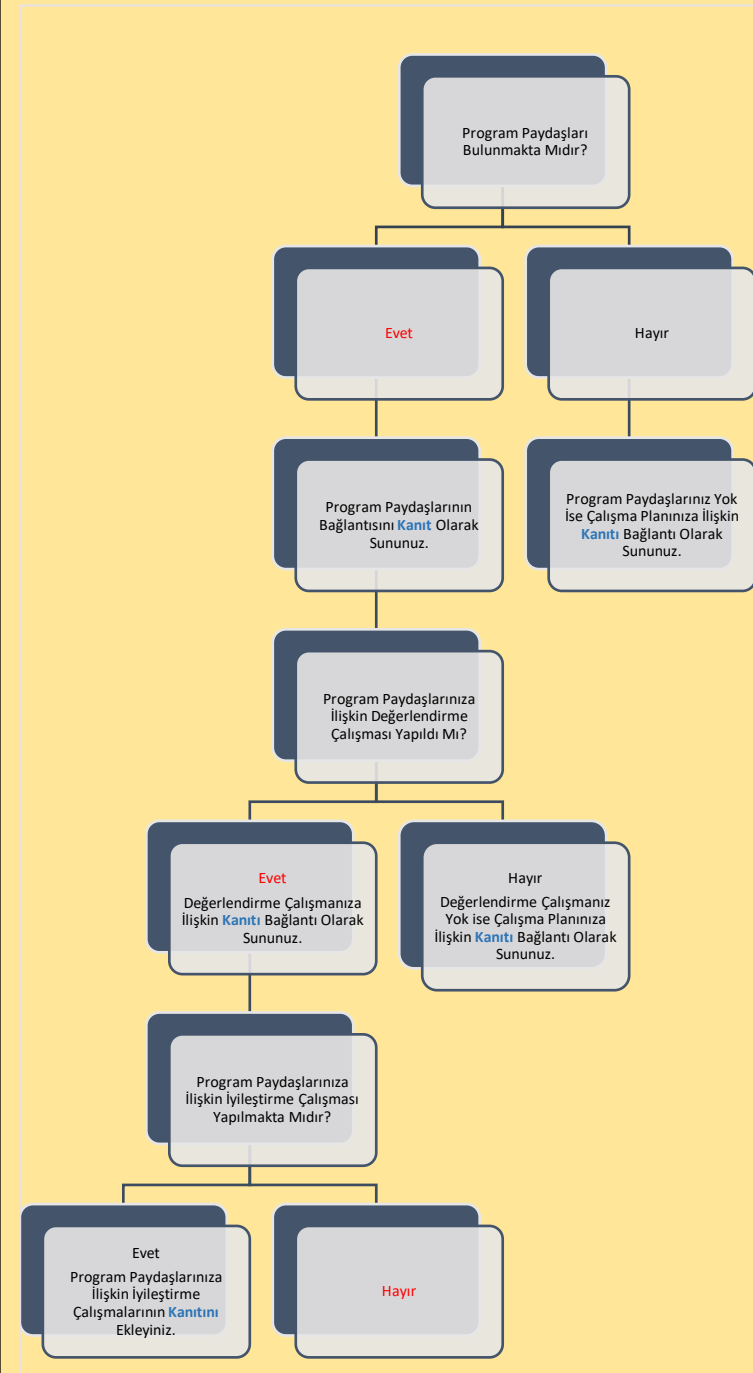 Program Paydaşları
Bulunmakta Mıdır?
Evet
Hayır
Program Paydaşlarının
Bağlantısını Kanıt Olarak
Sununuz.
Program Paydaşlarınız Yok
İse Çalışma Planınıza İlişkin
Kanıtı Bağlantı Olarak
Sununuz.
Program Paydaşlarınıza
İlişkin Değerlendirme
Çalışması Yapıldı Mı?
Evet
Değerlendirme Çalışmanıza
İlişkin Kanıtı Bağlantı Olarak
Sununuz.
Hayır
Değerlendirme Çalışmanız
Yok ise Çalışma Planınıza
İlişkin Kanıtı Bağlantı Olarak
Sununuz.
Program Paydaşlarınıza
İlişkin İyileştirme Çalışması
Yapılmakta Mıdır?
Evet
Program Paydaşlarınıza
İlişkin İyileştirme
Çalışmalarının Kanıtını
Ekleyiniz.
Hayır